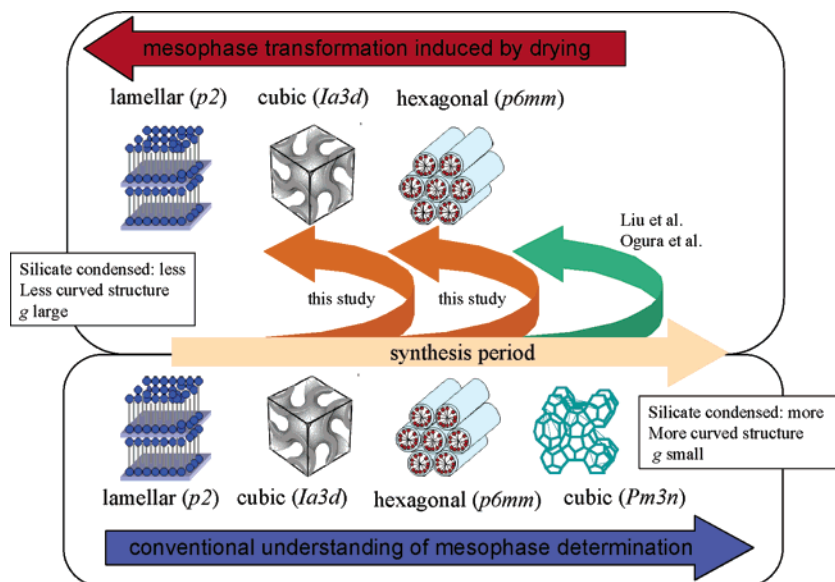 mesophase transformation induced by drying
lamellar (p2) cubic (Ia3d) hexagonal (p6mm)
Liu et al.
Ogura et al.
Silicate condensed: less
Less curved structure
g large
this study this study
synthesis period
Silicate condensed: more
More curved structure
g small
lamellar (p2) cubic (Ia3d) hexagonal (p6mm) cubic (Pm3n)
conventional understanding of mesophase determination